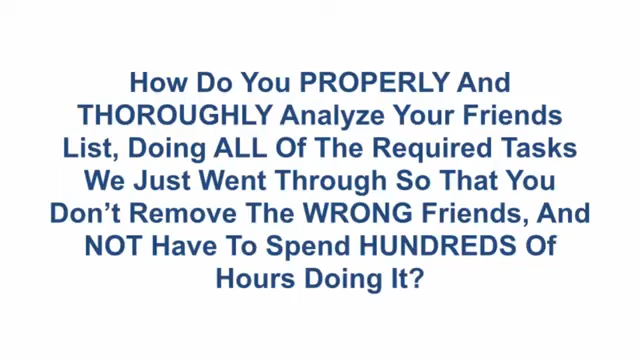 How Do You PROPERLY And
THOROUGHLY Analyze Your Friends
List, Doing ALL Of The Required Tasks
We Just Went Through So That You
Don’t Remove The WRONG Friends, And
NOT Have To Spend HUNDREDS Of
Hours Doing It?